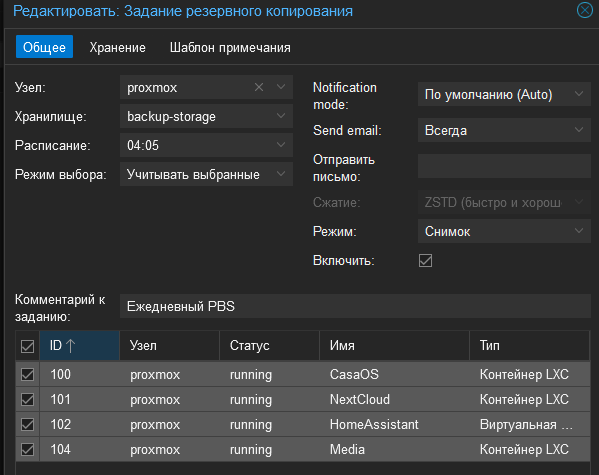 Редактировать: Задание резервного копирования
Общее Хранение Шаблон примечания
Узел: proxmox
Хранилище: backup-storage
Расписание: 04:05
Режим выбора: Учитывать выбранные
Notification
mode: По умолчанию (Auto)
Send email: Всегда
Отправить
письмо:
Сжатие: ZSTD (быстро и хорош
Режим: Снимок
Включить:
Комментарий к
заданию: Ежедневный PBS
ID Узел Статус Имя Тип
100 proxmox running CasaOS Контейнер LXC
101 proxmox running NextCloud Контейнер LXC
102 proxmox running HomeAssistant Виртуальная ...
104 proxmox running Media Контейнер LXC